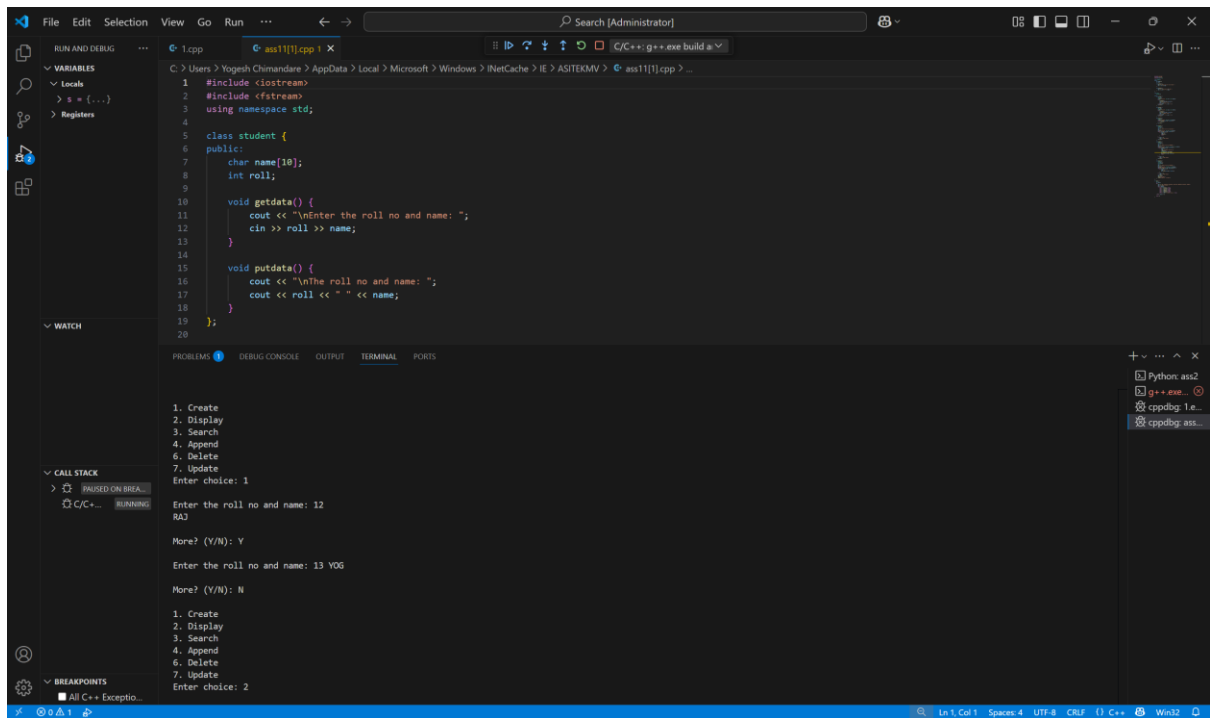 File Edit Selection View Go Run ···
Search [Administrator]
RUN AND DEBUG ···
1.cpp
ass11[1].cpp 1
C/C++: g++.exe build a
VARIABLES
Locals
s = {...}
Registers
WATCH
CALL STACK
PAUSED ON BREA...
C/C+... RUNNING
BREAKPOINTS
All C++ Exceptio...
2
C: > Users > Yogesh Chimandare > AppData > Local > Microsoft > Windows > INetCache > IE > ASITEKMV > ass11[1].cpp > ...
1 #include <iostream>
2 #include <fstream>
3 using namespace std;
4
5 class student {
6 public:
7 char name[10];
8 int roll;
9
10 void getdata() {
11 cout << "\nEnter the roll no and name: ";
12 cin >> roll >> name;
13 }
14
15 void putdata() {
16 cout << "\nThe roll no and name: ";
17 cout << roll << " " << name;
18 }
19 };
20
PROBLEMS 1 DEBUG CONSOLE OUTPUT TERMINAL PORTS
1. Create
2. Display
3. Search
4. Append
6. Delete
7. Update
Enter choice: 1
Enter the roll no and name: 12
RAJ
More? (Y/N): Y
Enter the roll no and name: 13 YOG
More? (Y/N): N
1. Create
2. Display
3. Search
4. Append
6. Delete
7. Update
Enter choice: 2
Python: ass2
g++.exe...
cppdbg: 1.e...
cppdbg: ass...
0 1
Ln 1, Col 1 Spaces: 4 UTF-8 CRLF {} C++ Win32